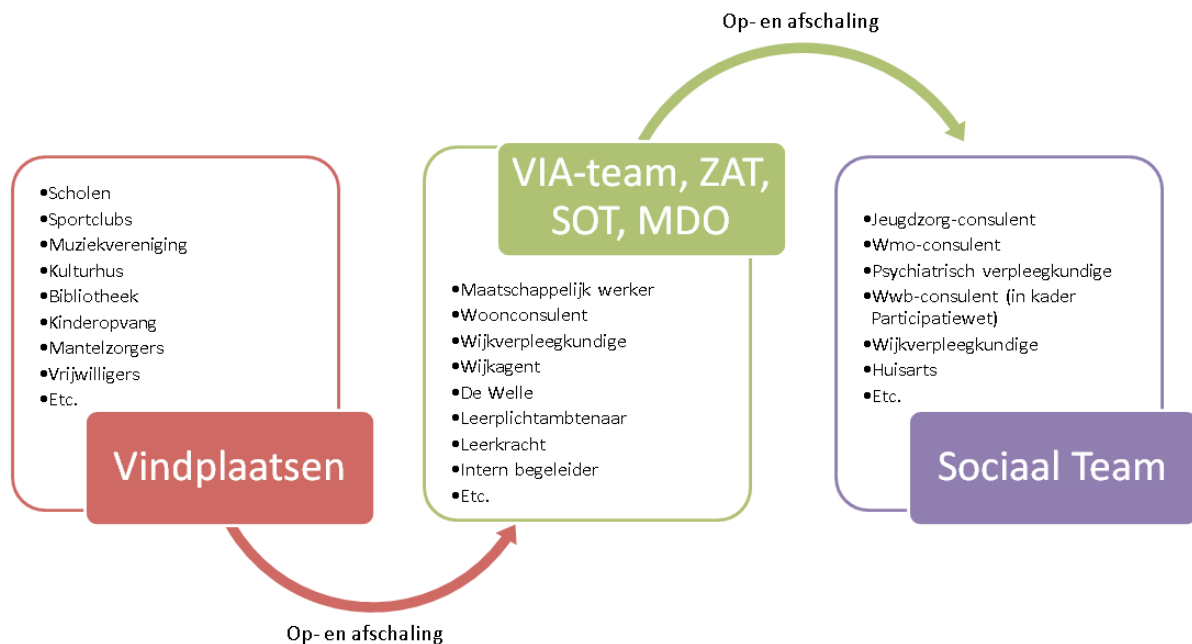 Op- en afschaling
•Scholen
•Sportclubs
•Muziekvereniging
•Kulturhus
•Bibliotheek
•Kinderopvang
•Mantelzorgers
•Vrijwilligers
•Etc.
Vindplaatsen
VIA-team, ZAT,
SOT, MDO
•Maatschappelijk werker
•Woonconsulent
•Wijkverpleegkundige
•Wijkagent
•De Welle
•Leerplichtambtenaar
•Leerkracht
•Intern begeleider
•Etc.
•Jeugdzorg-consulent
•Wmo-consulent
•Psychiatrisch verpleegkundige
•Wwb-consulent (in kader
Participatiewet)
•Wijkverpleegkundige
•Huisarts
•Etc.
Sociaal Team
Op- en afschaling